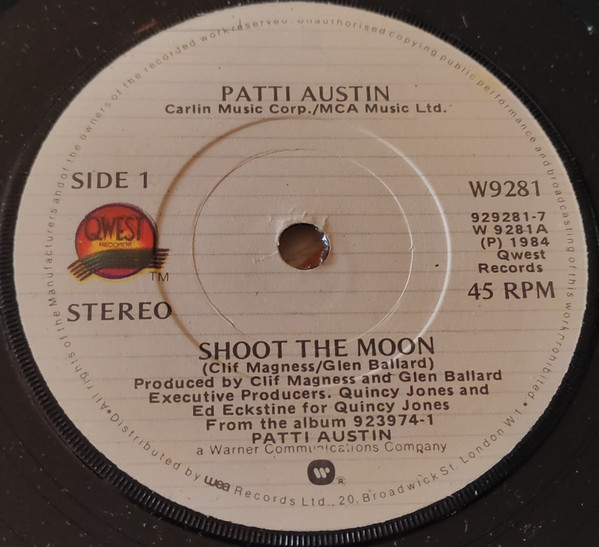 PATTI AUSTIN
Carlin Music Corp./MCA Music Ltd.
SIDE 1
W9281
QWEST
RECORDS
TM
929281-7
W 9281A
(P) 1984
Qwest
Records
STEREO
45 RPM
SHOOT THE MOON
(Clif Magness/Glen Ballard)
Produced by Clif Magness and Glen Ballard
Executive Producers. Quincy Jones and
Ed Eckstine for Quincy Jones
From the album 923974-1
PATTI AUSTIN
a Warner Communications Company
W ®
•All rights of the Manufacturers and of the owners of the recorded work reserved. Unauthorised copying public performance and broadcasting of this work prohibited
•Distributed by wea Records Ltd., 20, Broadwick St. London W1•